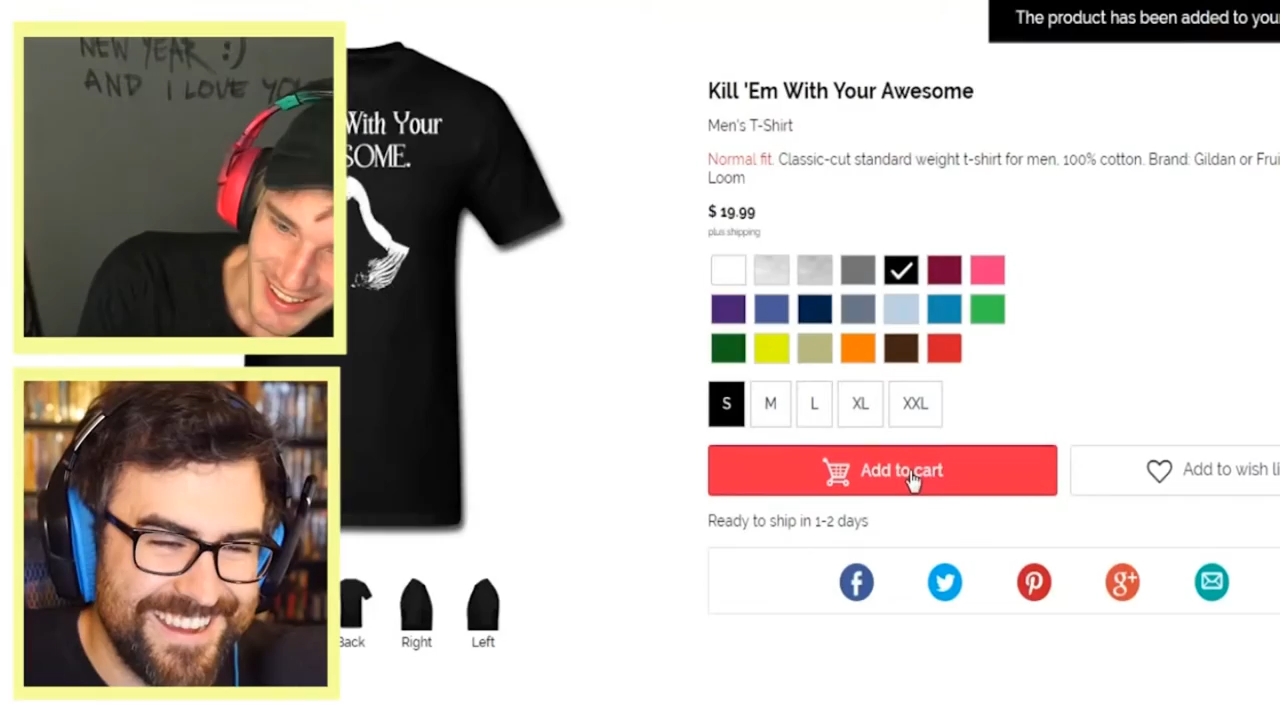 The product has been added to your
NEW YEAR :)
AND I LOVE YO
With Your
SOME.
Kill 'Em With Your Awesome
Men's T-Shirt
Normal fit. Classic-cut standard weight t-shirt for men, 100% cotton. Brand: Gildan or Frui
Loom
$ 19.99
plus shipping
S M L XL XXL
Add to cart
Add to wish li
Ready to ship in 1-2 days
f
P
g+
Back Right Left